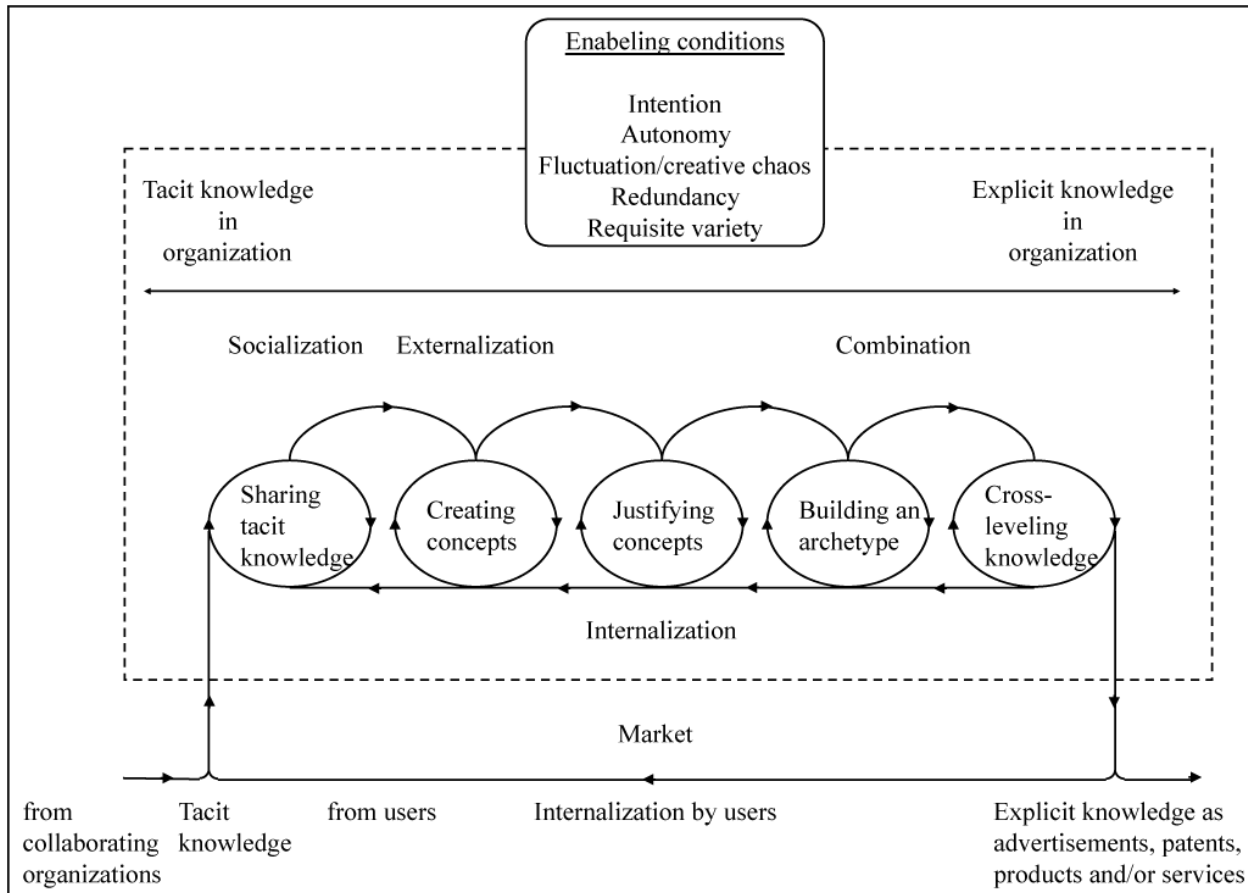 Enabeling conditions
Intention
Autonomy
Fluctuation/creative chaos
Redundancy
Requisite variety
Tacit knowledge
in
organization
Explicit knowledge
in
organization
Socialization
Externalization
Combination
Sharing
tacit
knowledge
Creating
concepts
Justifying
concepts
Building an
archetype
Cross-
leveling
knowledge
Internalization
Market
from
collaborating
organizations
Tacit
knowledge
from users
Internalization by users
Explicit knowledge as
advertisements, patents,
products and/or services